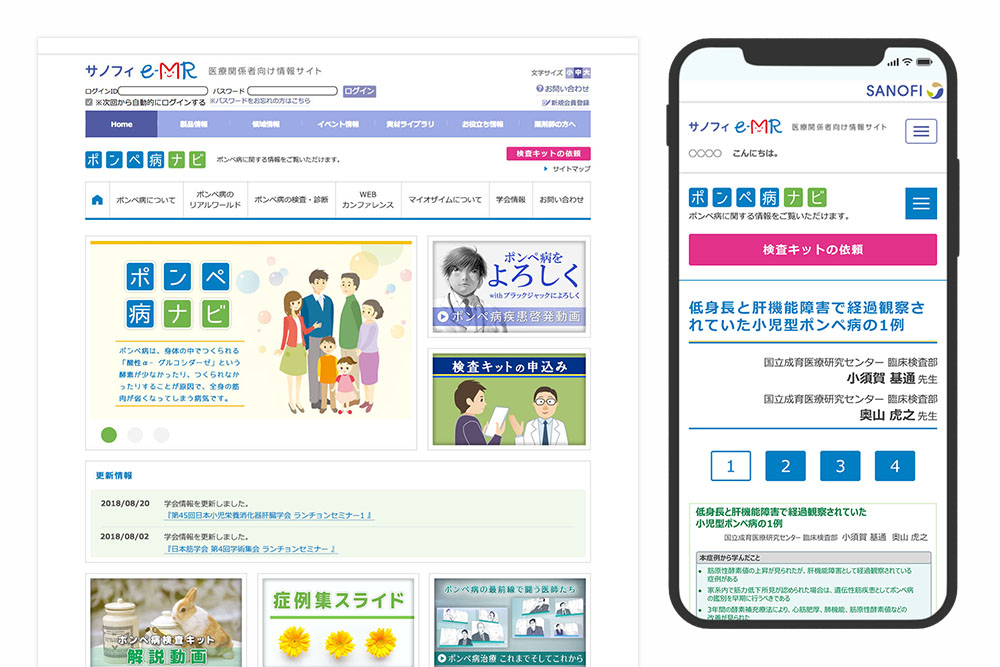 サノフィ e-MR 医療関係者向け情報サイト
文字サイズ 小 中 大
ログインID パスワード ログイン
お問い合わせ
※次回から自動的にログインする ※パスワードをお忘れの方はこちら
新規会員登録
Home 製品情報 領域情報 イベント情報 資材ライブラリ お役立ち情報 薬剤師の方へ
ポンペ病ナビ ポンペ病に関する情報をご覧いただけます。
検査キットの依頼
サイトマップ
ポンペ病について
ポンペ病の
リアルワールド
ポンペ病の検査・診断
WEB
カンファレンス
マイオザイムについて
学会情報
お問い合わせ
ポンペ
病ナビ
ポンペ病は、身体の中でつくられる
「酸性α‐グルコシダーゼ」という
酵素が少なかったり、つくられなか
ったりすることが原因で、全身の筋
肉が弱くなってしまう病気です。
ポンペ病を
よろしく
with ブラックジャックによろしく
ポンペ病疾患啓発動画
検査キットの申込み
更新情報
2018/08/20 学会情報を更新しました。
『第45回日本小児栄養消化器肝臓学会 ランチョンセミナー1 』
2018/08/02 学会情報を更新しました。
『日本筋学会 第4回学術集会 ランチョンセミナー 』
ポンペ病検査キット
解説動画
症例集スライド
ポンペ病の最前線で闘う医師たち
ポンペ病治療 これまでそしてこれから
SANOFI
サノフィ e-MR 医療関係者向け情報サイト
○○○○ こんにちは。
ポンペ病ナビ
ポンペ病に関する情報をご覧いただけます。
検査キットの依頼
低身長と肝機能障害で経過観察さ
れていた小児型ポンペ病の1例
国立成育医療研究センター 臨床検査部
小須賀 基通 先生
国立成育医療研究センター 臨床検査部
奥山 虎之 先生
1 2 3 4
低身長と肝機能障害で経過観察されていた
小児型ポンペ病の1例
国立成育医療研究センター 臨床検査部 小須賀 基通 奥山 虎之
本症例から学んだこと
• 筋原性酵素値の上昇が見られたが、肝機能障害として経過観察されている
症例がある
• 家系内で筋力低下所見が認められた場合は、遺伝性筋疾患としてポンペ病
の鑑別を早期に行うべきである
• 3年間の酵素補充療法により、心筋肥厚、肺機能、筋原性酵素値などの
改善が見られた